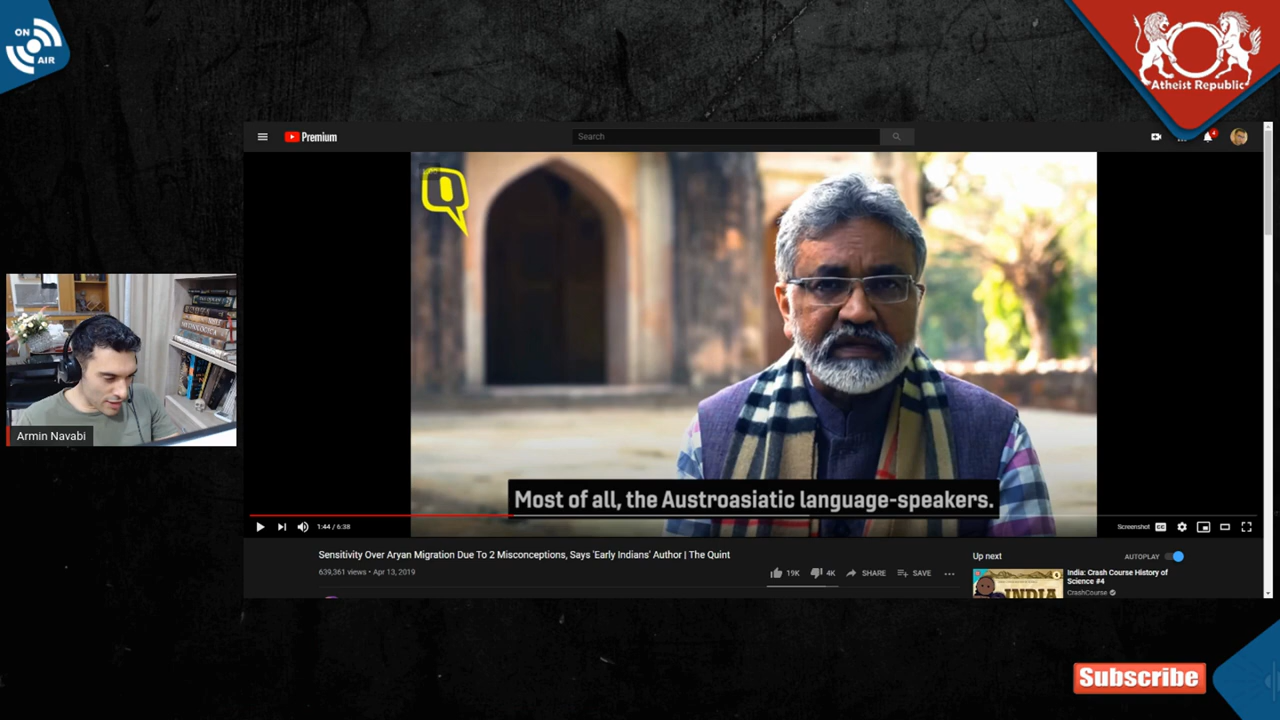 ON
AIR
Atheist Republic
Premium
Search
4
Q
Most of all, the Austroasiatic language-speakers.
Armin Navabi
1:44 / 6:38
Screenshot
CC
Sensitivity Over Aryan Migration Due To 2 Misconceptions, Says 'Early Indians' Author | The Quint
639,361 views • Apr 13, 2019
19K
4K
SHARE
SAVE
Up next
AUTOPLAY
India: Crash Course History of
Science #4
CrashCourse
INDIA
Subscribe